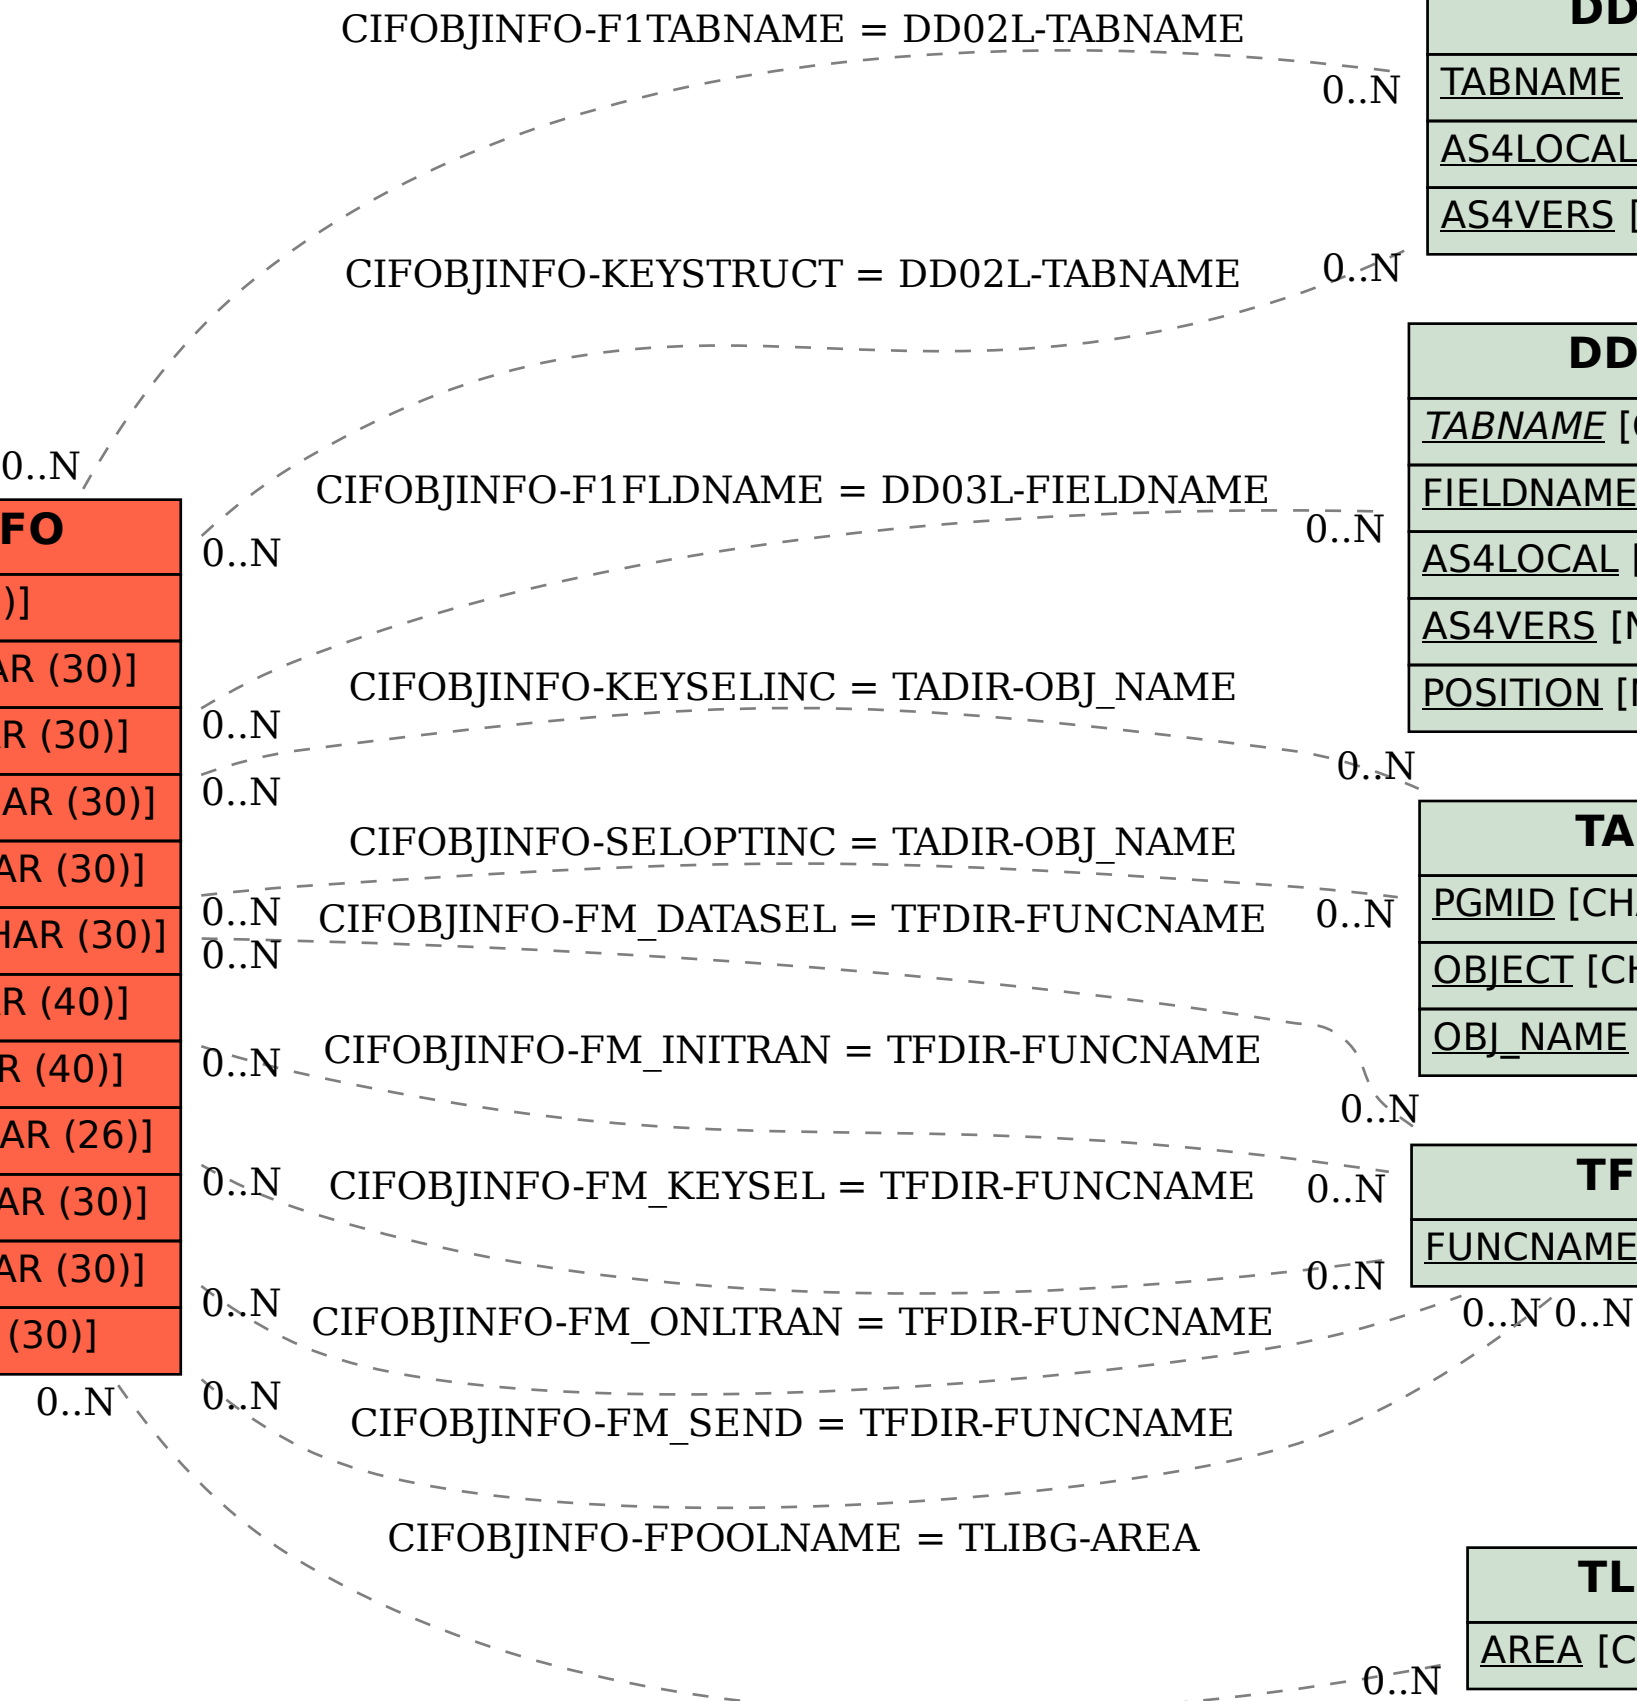 CIFOBJINFO-F1TABNAME = DD02L-TABNAME
0..N
CIFOBJINFO-KEYSTRUCT = DD02L-TABNAME
0..N
0..N
0..N
CIFOBJINFO-F1FLDNAME = DD03L-FIELDNAME
0..N
0..N
CIFOBJINFO-KEYSELINC = TADIR-OBJ_NAME
0..N
0..N
CIFOBJINFO-SELOPTINC = TADIR-OBJ_NAME
0..N
0..N
CIFOBJINFO-FM_DATASEL = TFDIR-FUNCNAME
0..N
0..N
CIFOBJINFO-FM_INITRAN = TFDIR-FUNCNAME
0..N
0..N
CIFOBJINFO-FM_KEYSEL = TFDIR-FUNCNAME
0..N
0..N
CIFOBJINFO-FM_ONLTRAN = TFDIR-FUNCNAME
0..N
0..N 0..N
CIFOBJINFO-FM_SEND = TFDIR-FUNCNAME
0..N
0..N
CIFOBJINFO-FPOOLNAME = TLIBG-AREA
0..N
FO
)]
AR (30)]
R (30)]
AR (30)]
AR (30)]
HAR (30)]
R (40)]
R (40)]
AR (26)]
AR (30)]
AR (30)]
(30)]
DD
TABNAME
AS4LOCAL
AS4VERS [
DD
TABNAME [
FIELDNAME
AS4LOCAL [
AS4VERS [N
POSITION [N
TA
PGMID [CHA
OBJECT [CH
OBJ_NAME
TF
FUNCNAME
TL
AREA [C